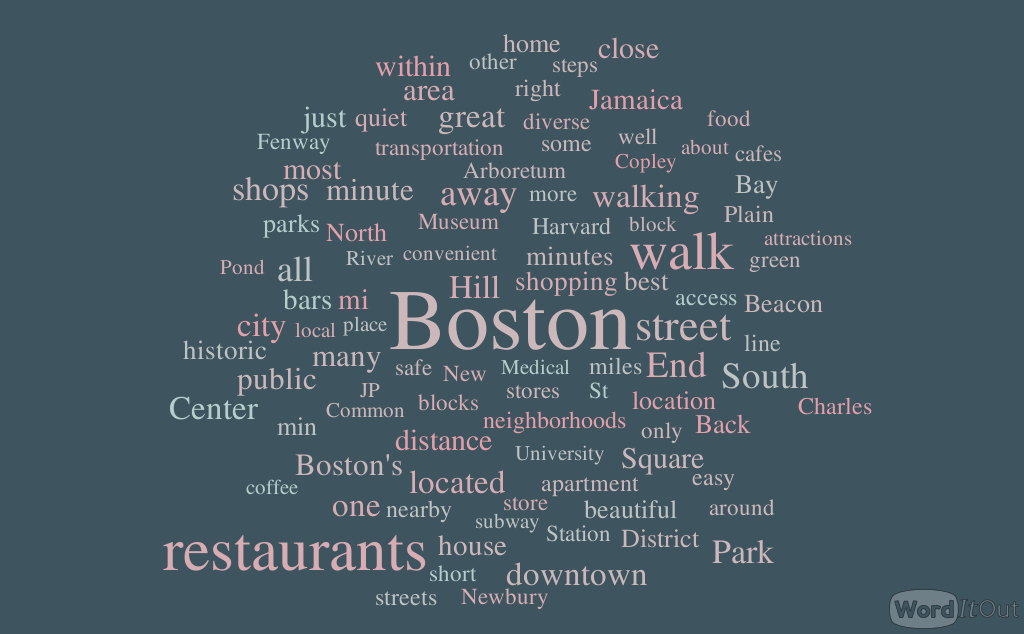 home close
within other steps
area right Jamaica
just quiet great diverse food
Fenway transportation some well about cafes
most Arboretum Copley Bay
shops minute away more walking Plain
parks North Museum Harvard block attractions
Pond all River convenient minutes walk green
bars mi Hill shopping best access Beacon
city local place Boston street line
historic many safe New Medical miles End South
public JP stores St location Charles
Center min Common blocks neighborhoods only Back
distance University Square
Boston's located apartment easy
coffee one nearby store beautiful around
subway Station District
restaurants house short downtown Park
streets Newbury
WordItOut